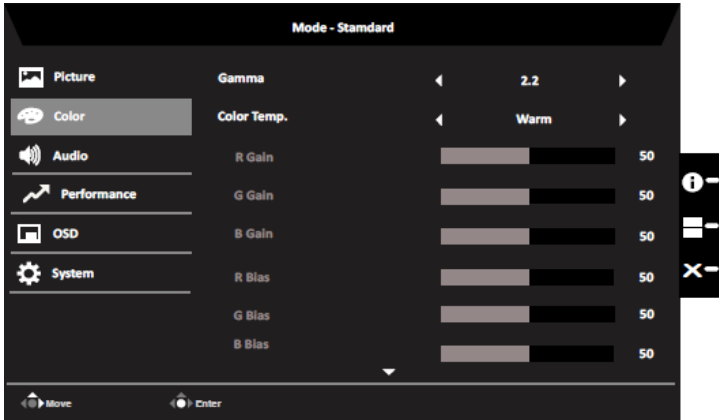 Mode - Stamdard
Picture
Gamma 2.2
Color
Color Temp. Warm
Audio
R Gain 50
Performance
G Gain 50
OSD
B Gain 50
System
R Bias 50
G Bias 50
B Bias 50
Move Enter